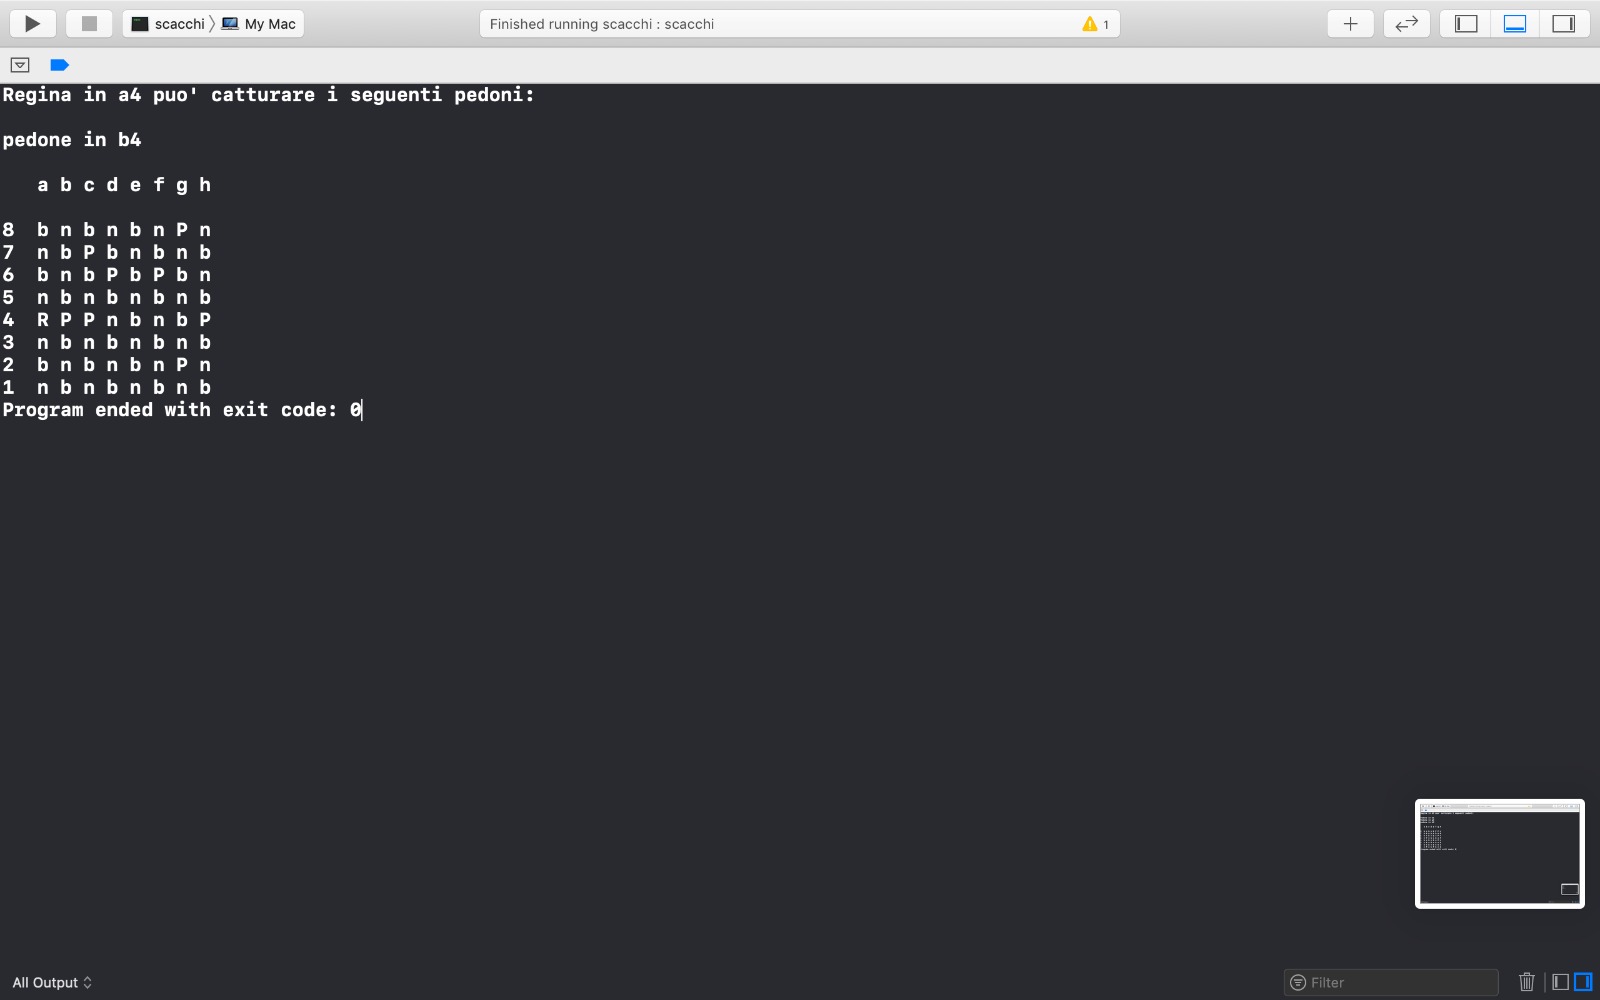 scacchi 〉 My Mac
Finished running scacchi : scacchi
1
Regina in a4 puo' catturare i seguenti pedoni:
pedone in b4
a b c d e f g h
8 b n b n b n P n
7 n b P b n b n b
6 b n b P b P b n
5 n b n b n b n b
4 R P P n b n b P
3 n b n b n b n b
2 b n b n b n P n
1 n b n b n b n b
Program ended with exit code: 0
All Output
Filter